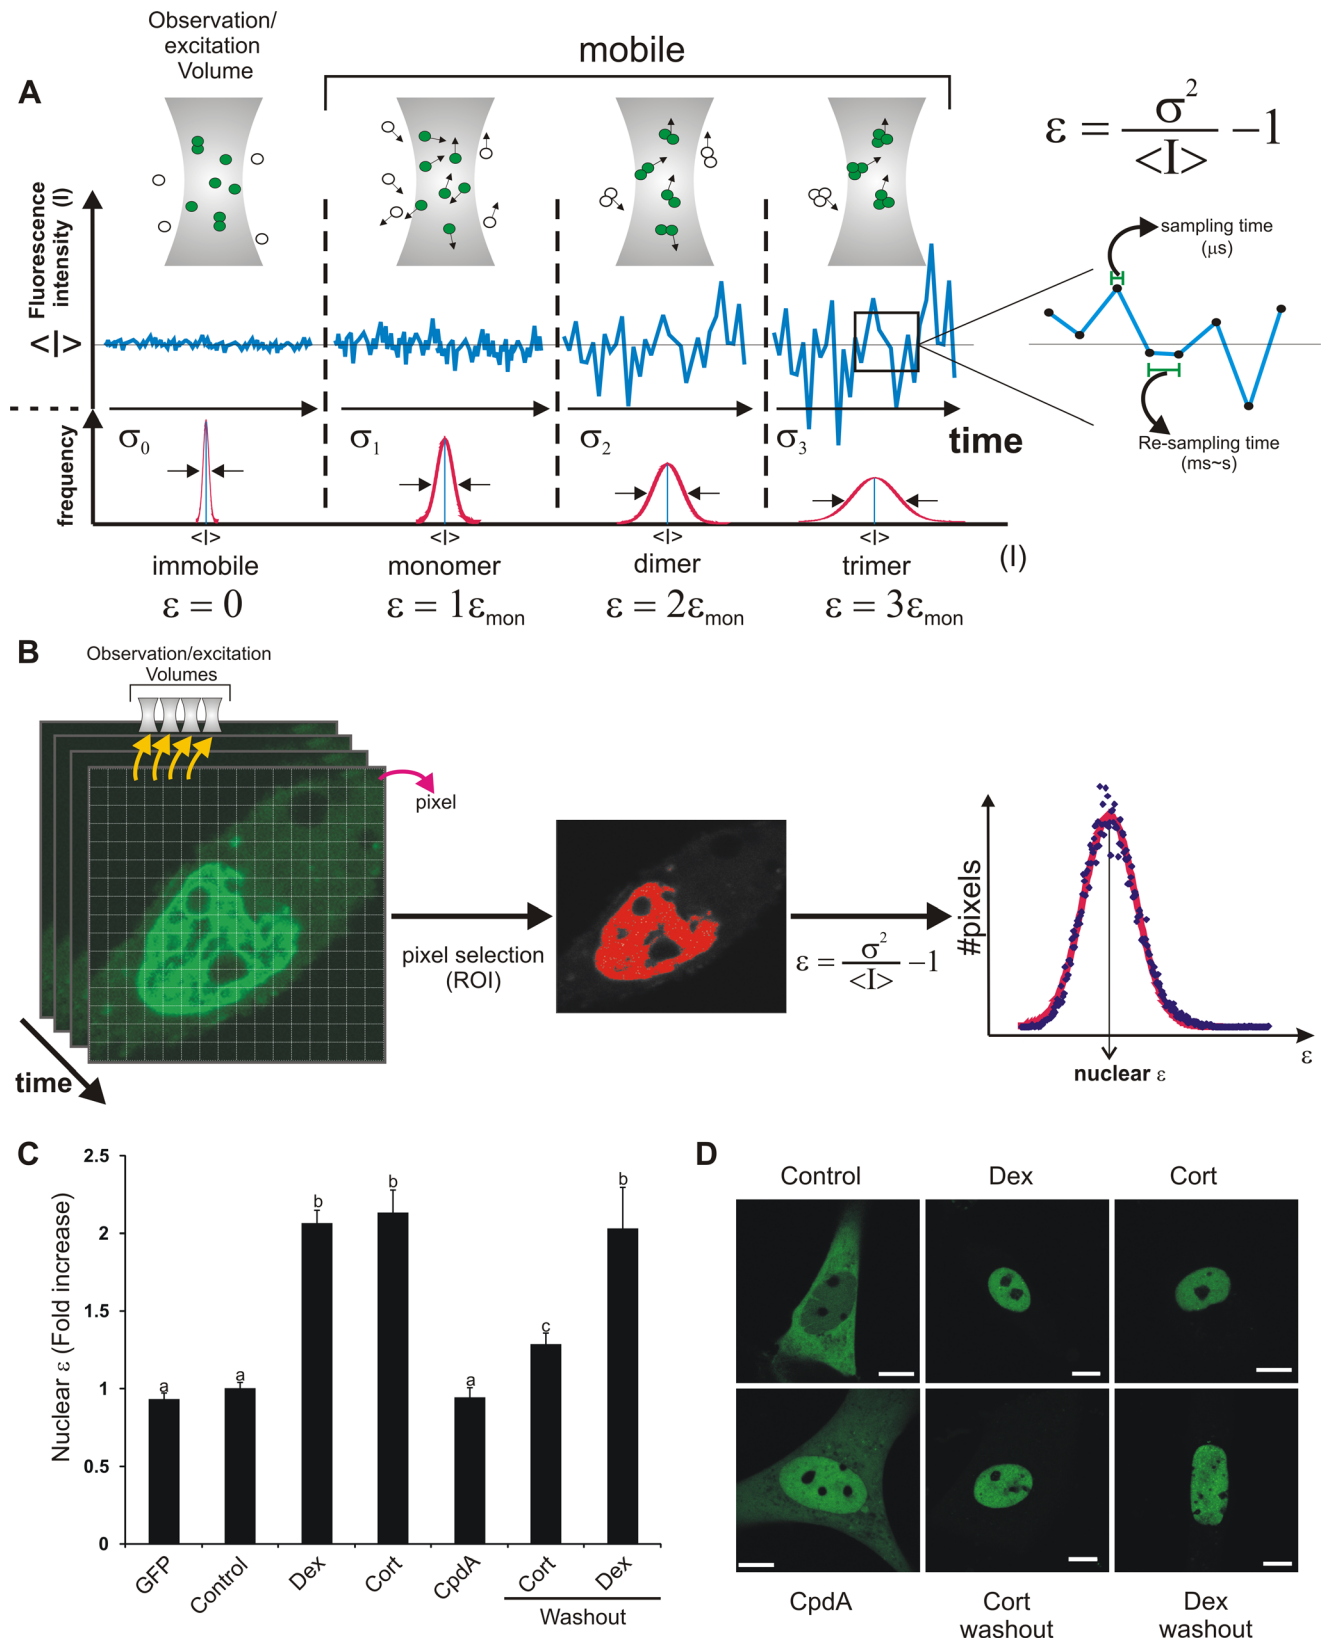 Observation/
excitation
Volume
mobile
A
ε = σ² / <I> −1
Fluorescence
intensity (I)
<I>
sampling time
(μs)
Re-sampling time
(ms~s)
time
frequency
σ₀
σ₁
σ₂
σ₃
<I>
<I>
<I>
<I>
(I)
immobile
monomer
dimer
trimer
ε = 0
ε = 1εmon
ε = 2εmon
ε = 3εmon
B
Observation/excitation
Volumes
pixel
time
pixel selection
(ROI)
ε = σ² / <I> −1
#pixels
ε
nuclear ε
C
Nuclear ε (Fold increase)
2.5
2
1.5
1
0.5
0
a
a
b
b
a
c
b
GFP
Control
Dex
Cort
CpdA
Cort
Dex
Washout
D
Control
Dex
Cort
CpdA
Cort
washout
Dex
washout